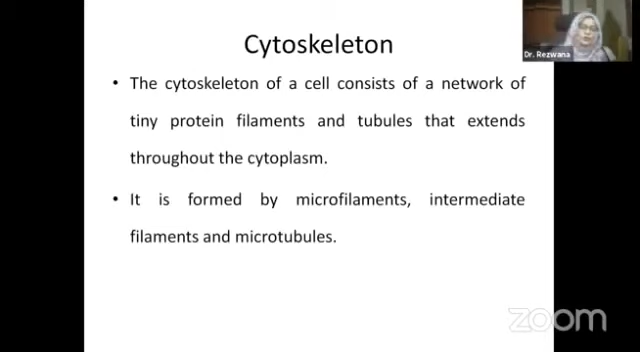 Cytoskeleton
Dr. Rezwana
• The cytoskeleton of a cell consists of a network of
tiny protein filaments and tubules that extends
throughout the cytoplasm.
• It is formed by microfilaments, intermediate
filaments and microtubules.
zoom